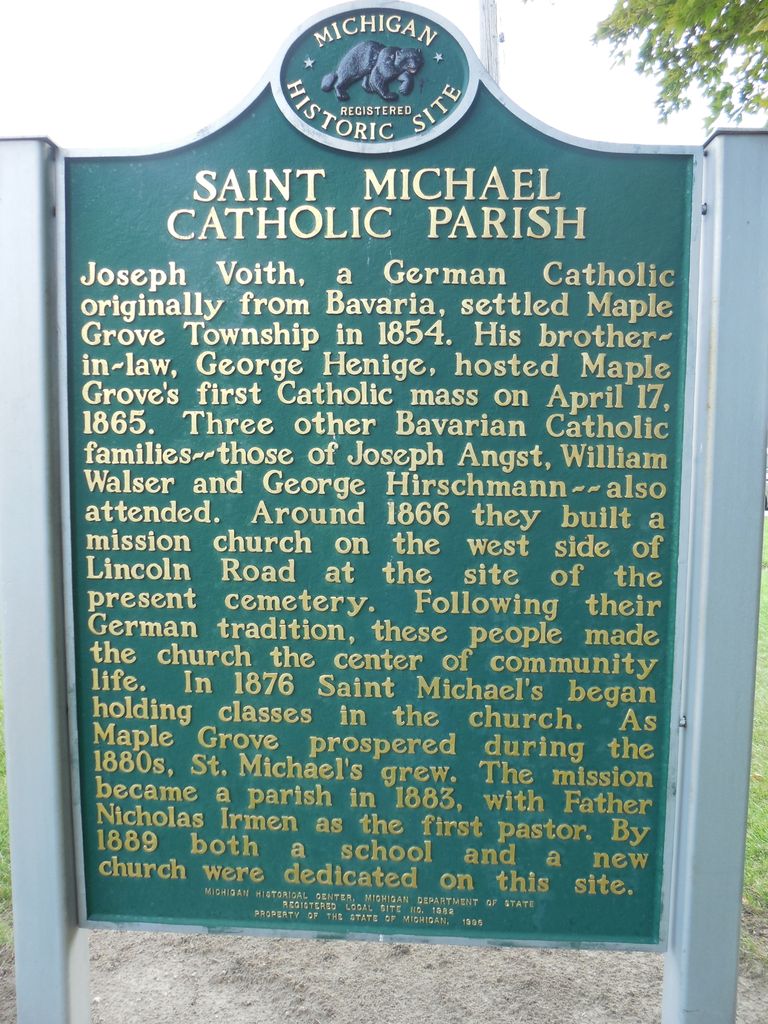 MICHIGAN
REGISTERED
HISTORIC SITE
SAINT MICHAEL
CATHOLIC PARISH
Joseph Voith, a German Catholic
originally from Bavaria, settled Maple
Grove Township in 1854. His brother-
in-law, George Henige, hosted Maple
Grove's first Catholic mass on April 17,
1865. Three other Bavarian Catholic
families--those of Joseph Angst, William
Walser and George Hirschmann--also
attended. Around 1866 they built a
mission church on the west side of
Lincoln Road at the site of the
present cemetery. Following their
German tradition, these people made
the church the center of community
life. In 1876 Saint Michael's began
holding classes in the church. As
Maple Grove prospered during the
1880s, St. Michael's grew. The mission
became a parish in 1883, with Father
Nicholas Irmen as the first pastor. By
1889 both a school and a new
church were dedicated on this site.
MICHIGAN HISTORICAL CENTER, MICHIGAN DEPARTMENT OF STATE
REGISTERED LOCAL SITE NO. 1982
PROPERTY OF THE STATE OF MICHIGAN, 1996